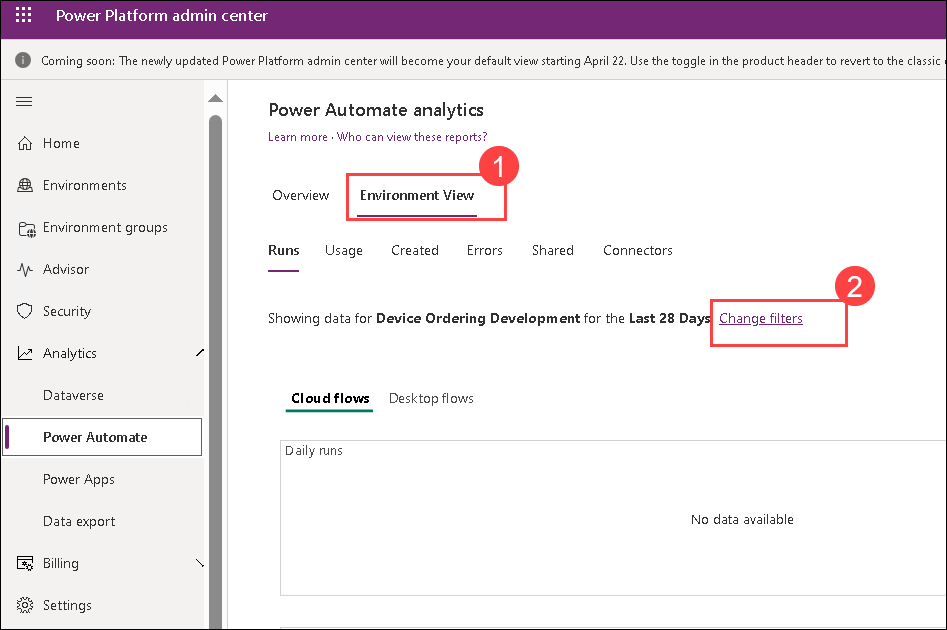 Power Platform admin center
Coming soon: The newly updated Power Platform admin center will become your default view starting April 22. Use the toggle in the product header to revert to the classic
Home
Environments
Environment groups
Advisor
Security
Analytics
Dataverse
Power Automate
Power Apps
Data export
Billing
Settings
Power Automate analytics
Learn more · Who can view these reports?
1
Overview Environment View
Runs Usage Created Errors Shared Connectors
2
Showing data for Device Ordering Development for the Last 28 Days Change filters
Cloud flows Desktop flows
Daily runs
No data available